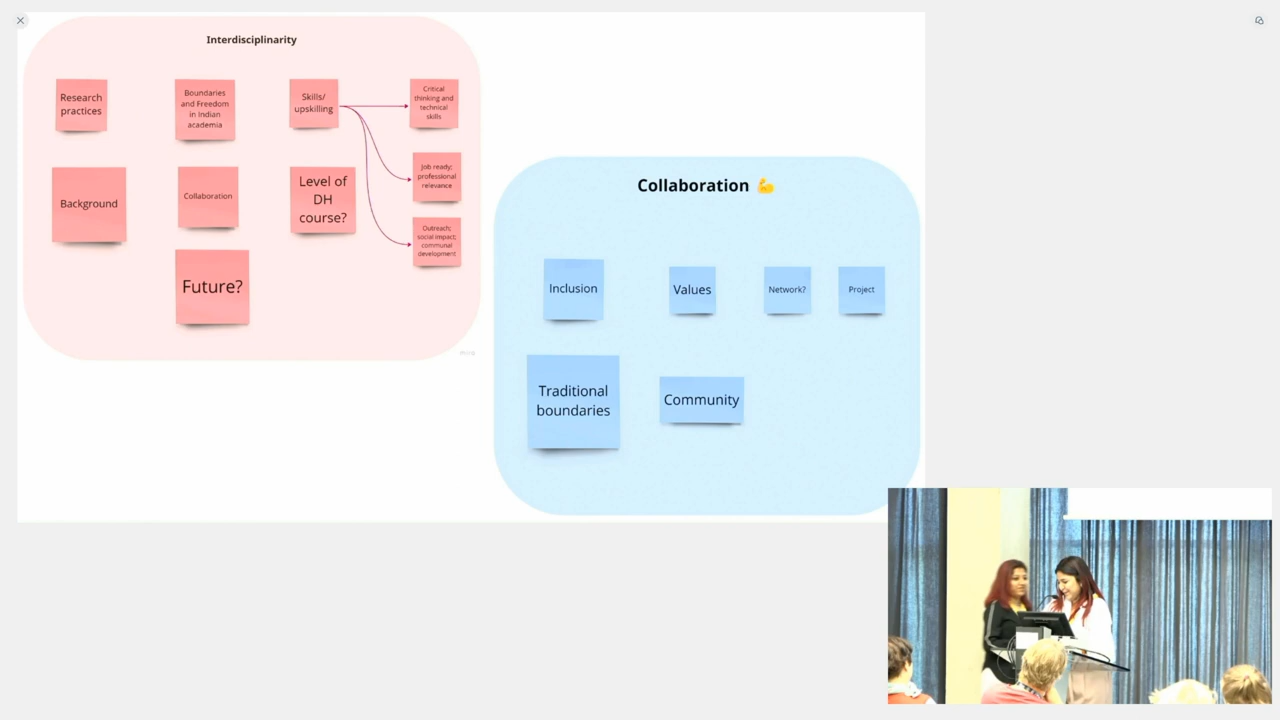 Interdisciplinarity
Research
practices
Boundaries
and Freedom
in Indian
academia
Skills/
upskilling
Critical
thinking and
technical
skills
Job ready;
professional
relevance
Background
Collaboration
Level of
DH
course?
Outreach;
social impact;
communal
development
Future?
Collaboration 💪
Inclusion
Values
Network?
Project
Traditional
boundaries
Community